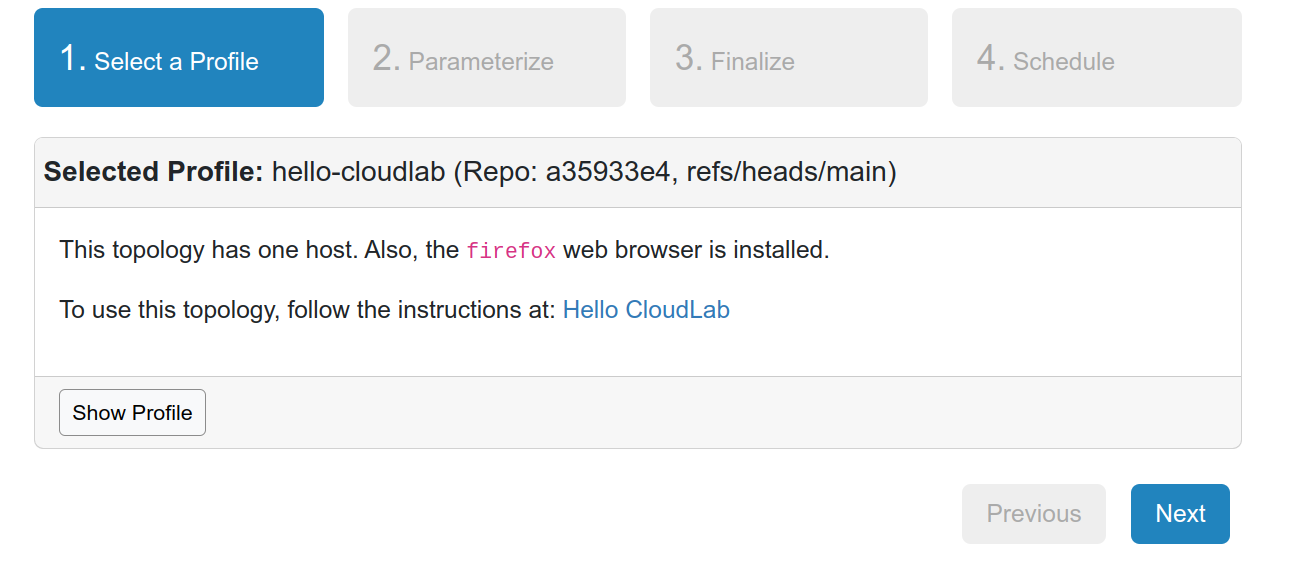 1. Select a Profile
2. Parameterize
3. Finalize
4. Schedule
Selected Profile: hello-cloudlab (Repo: a35933e4, refs/heads/main)
This topology has one host. Also, the firefox web browser is installed.
To use this topology, follow the instructions at: Hello CloudLab
Show Profile
Previous
Next